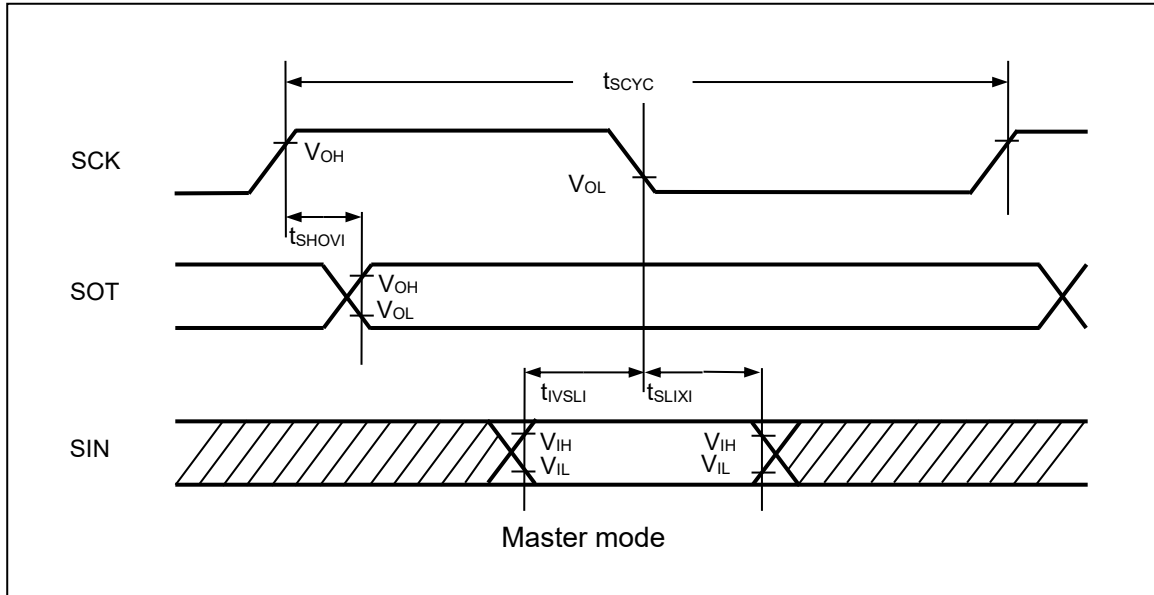 tSCYC
SCK
VOH
VOL
tSHOVI
SOT
VOH
VOL
tIVSLI
tSLIXI
SIN
VIH
VIH
VIL
VIL
Master mode